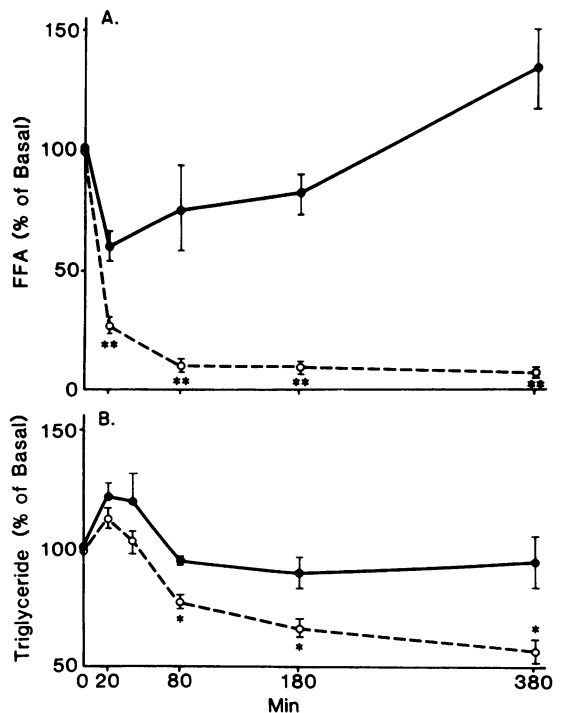 A.
150
100
50
0
FFA (% of Basal)
**
**
**
**
B.
150
100
50
Triglyceride (% of Basal)
*
*
*
0 20 80 180 380
Min